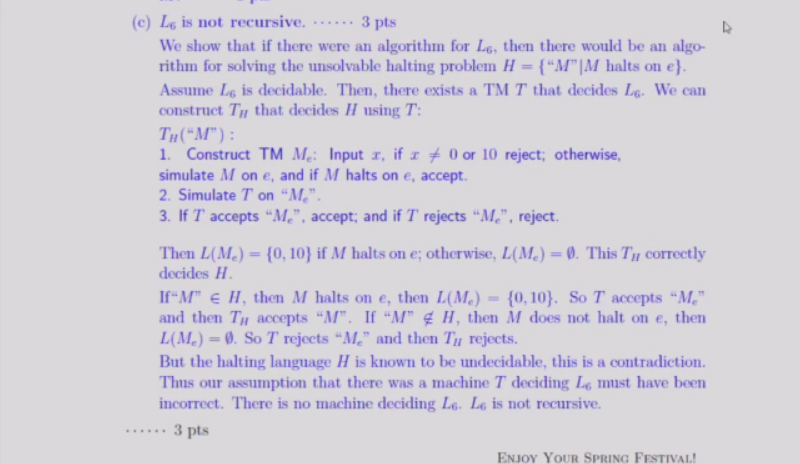 (c) L₆ is not recursive. ······ 3 pts
We show that if there were an algorithm for L₆, then there would be an algo-
rithm for solving the unsolvable halting problem H = {“M”|M halts on e}.
Assume L₆ is decidable. Then, there exists a TM T that decides L₆. We can
construct T_H that decides H using T:
T_H(“M”) :
1. Construct TM Mₑ: Input x, if x ≠ 0 or 10 reject; otherwise,
simulate M on e, and if M halts on e, accept.
2. Simulate T on “Mₑ”.
3. If T accepts “Mₑ”, accept; and if T rejects “Mₑ”, reject.
Then L(Mₑ) = {0, 10} if M halts on e; otherwise, L(Mₑ) = ∅. This T_H correctly
decides H.
If“M” ∈ H, then M halts on e, then L(Mₑ) = {0,10}. So T accepts “Mₑ”
and then T_H accepts “M”. If “M” ∉ H, then M does not halt on e, then
L(Mₑ) = ∅. So T rejects “Mₑ” and then T_H rejects.
But the halting language H is known to be undecidable, this is a contradiction.
Thus our assumption that there was a machine T deciding L₆ must have been
incorrect. There is no machine deciding L₆. L₆ is not recursive.
······ 3 pts
ENJOY YOUR SPRING FESTIVAL!